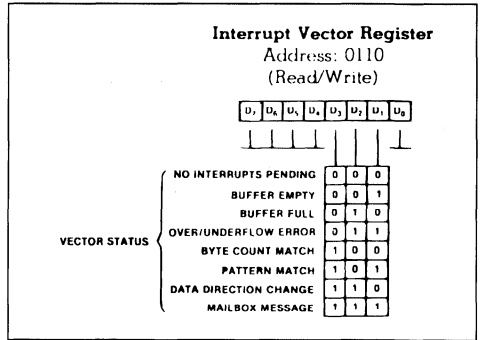 Interrupt Vector Register
Address: 0110
(Read/Write)
D7 D6 D5 D4 D3 D2 D1 D0
VECTOR STATUS
NO INTERRUPTS PENDING 0 0 0
BUFFER EMPTY 0 0 1
BUFFER FULL 0 1 0
OVER/UNDERFLOW ERROR 0 1 1
BYTE COUNT MATCH 1 0 0
PATTERN MATCH 1 0 1
DATA DIRECTION CHANGE 1 1 0
MAILBOX MESSAGE 1 1 1